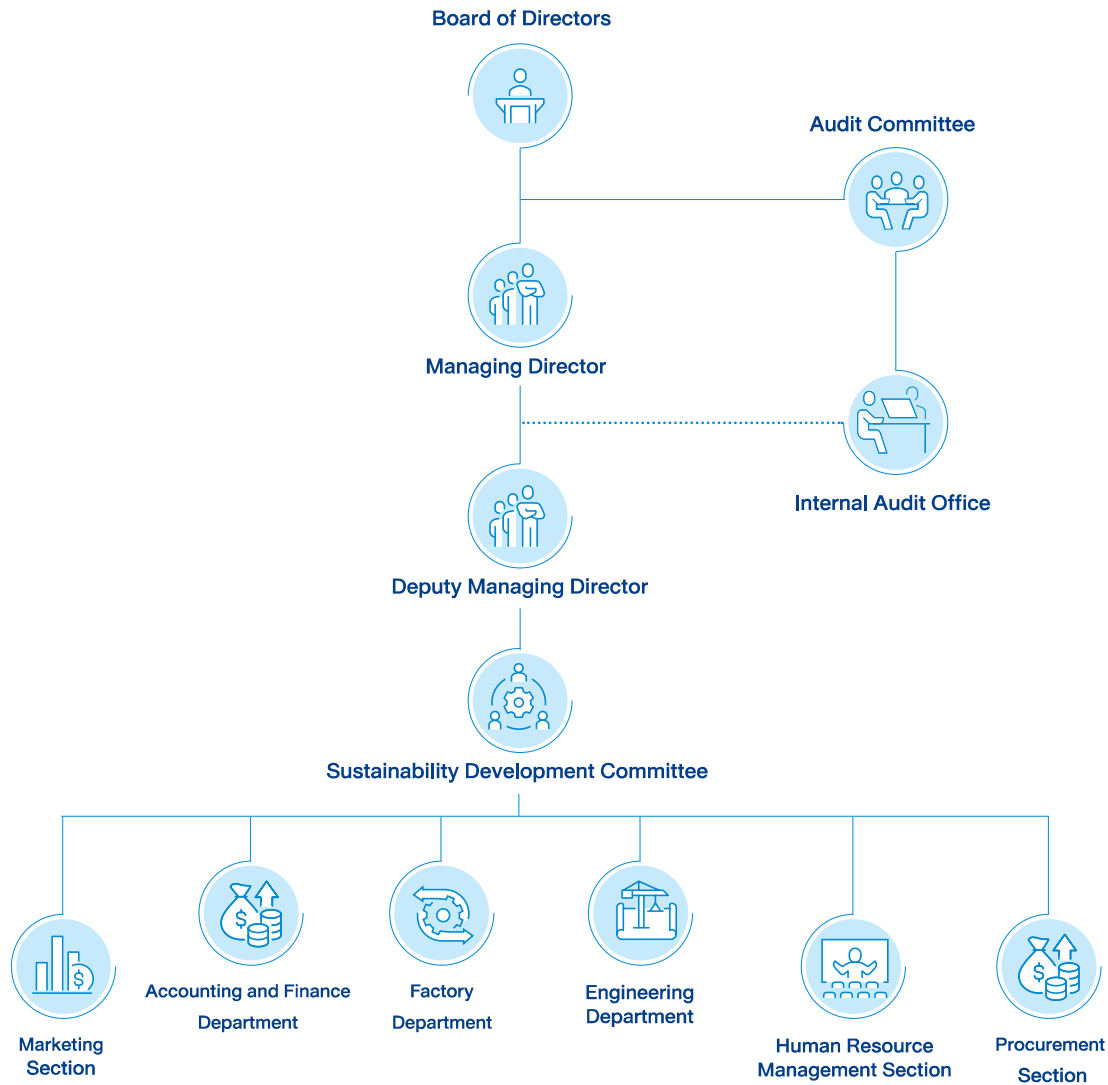 Board of Directors
Audit Committee
Managing Director
Internal Audit Office
Deputy Managing Director
Sustainability Development Committee
Marketing
Section
Accounting and Finance
Department
Factory
Department
Engineering
Department
Human Resource
Management Section
Procurement
Section
$
$
$